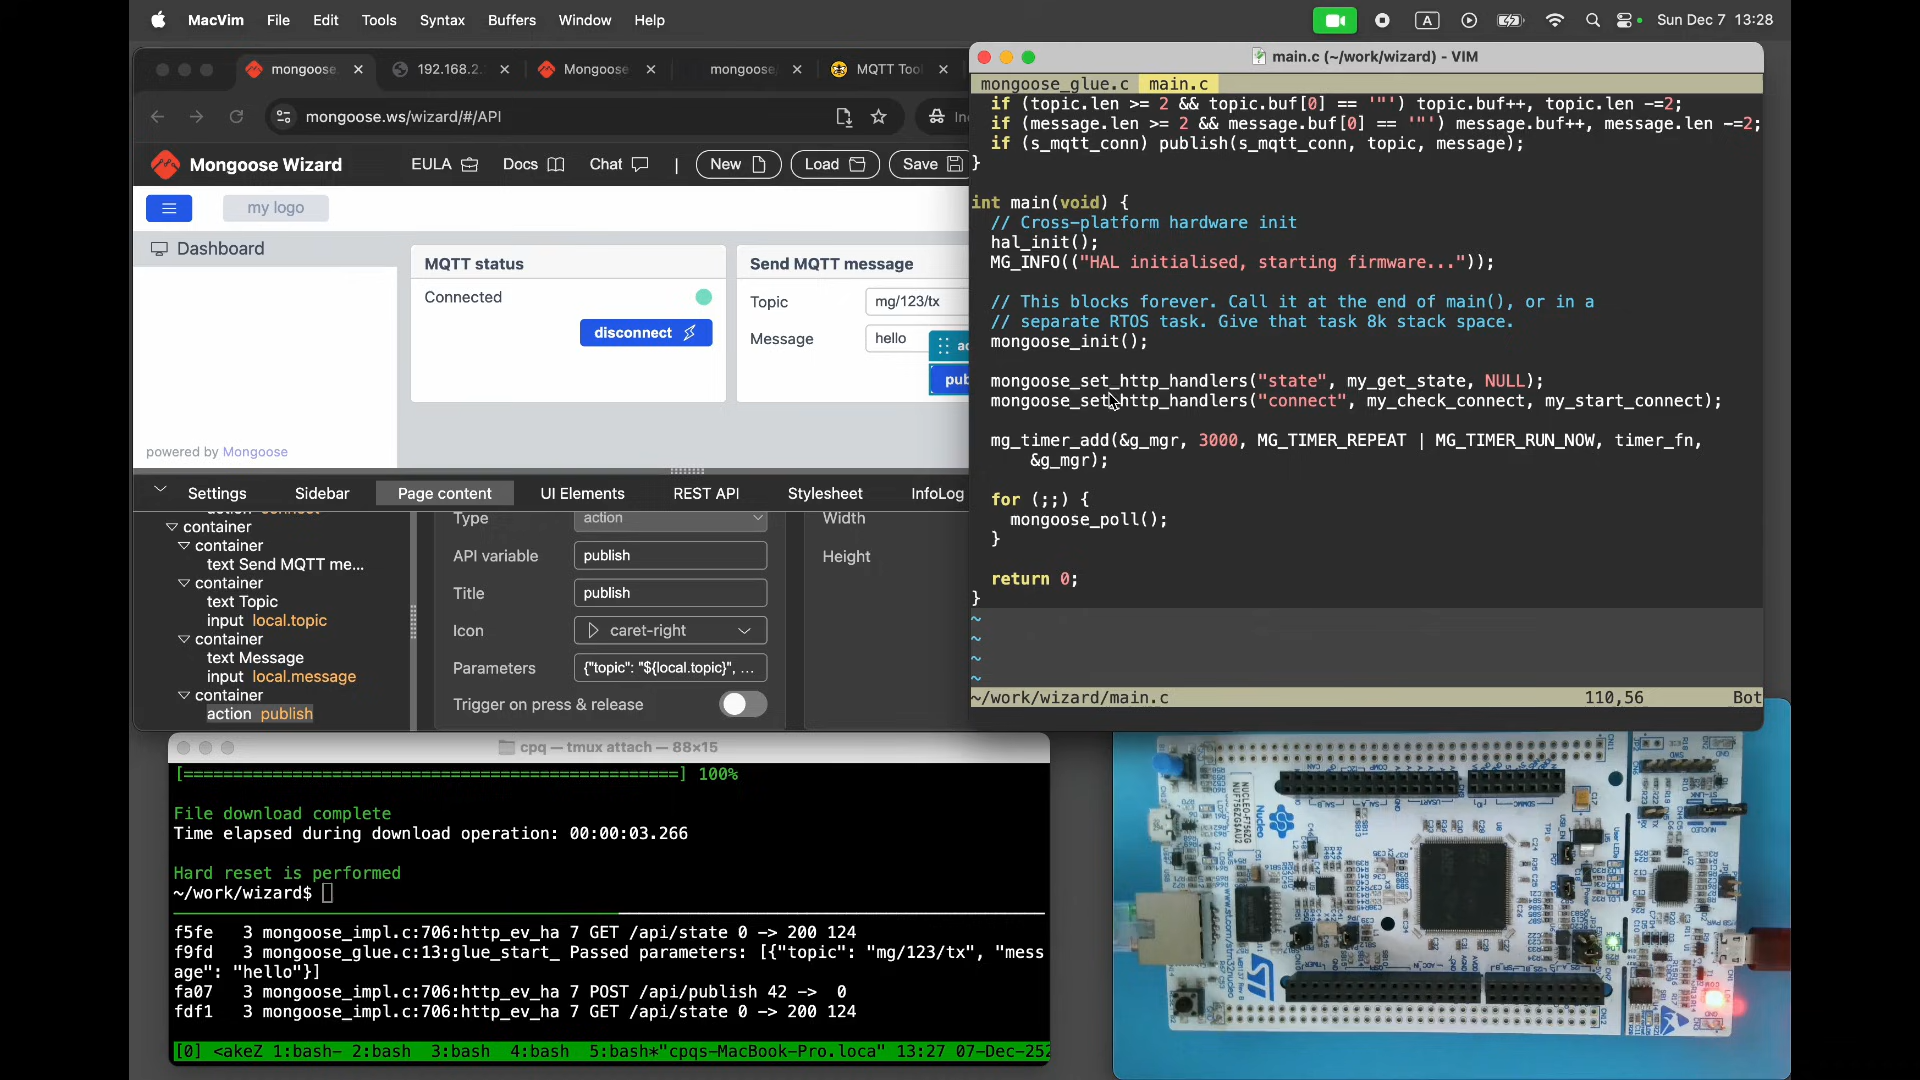 MacVim File Edit Tools Syntax Buffers Window Help
A
Sun Dec 7 13:28
mongoose.
192.168.2.
Mongoose
mongoose/
MQTT Too
mongoose.ws/wizard/#/API
Mongoose Wizard
EULA
Docs
Chat
|
New
Load
Save
my logo
Dashboard
MQTT status
Connected
disconnect
Send MQTT message
Topic
mg/123/tx
Message
hello
powered by Mongoose
Settings Sidebar Page content UI Elements REST API Stylesheet InfoLog
container
container
text Send MQTT me...
container
text Topic
input local.topic
container
text Message
input local.message
container
action publish
Type
action
API variable
publish
Title
publish
Icon
caret-right
Parameters
{"topic": "${local.topic}", ...
Trigger on press & release
Width
Height
main.c (~/work/wizard) - VIM
mongoose_glue.c main.c
if (topic.len >= 2 && topic.buf[0] == '"') topic.buf++, topic.len -=2;
if (message.len >= 2 && message.buf[0] == '"') message.buf++, message.len -=2;
if (s_mqtt_conn) publish(s_mqtt_conn, topic, message);
}
int main(void) {
// Cross-platform hardware init
hal_init();
MG_INFO(("HAL initialised, starting firmware..."));
// This blocks forever. Call it at the end of main(), or in a
// separate RTOS task. Give that task 8k stack space.
mongoose_init();
mongoose_set_http_handlers("state", my_get_state, NULL);
mongoose_set_http_handlers("connect", my_check_connect, my_start_connect);
mg_timer_add(&g_mgr, 3000, MG_TIMER_REPEAT | MG_TIMER_RUN_NOW, timer_fn,
&g_mgr);
for (;;) {
mongoose_poll();
}
return 0;
}
~
~
~
~
~/work/wizard/main.c 110,56 Bot
cpq — tmux attach — 88×15
100%
File download complete
Time elapsed during download operation: 00:00:03.266
Hard reset is performed
~/work/wizard$
f5fe 3 mongoose_impl.c:706:http_ev_ha 7 GET /api/state 0 -> 200 124
f9fd 3 mongoose_glue.c:13:glue_start_ Passed parameters: [{"topic": "mg/123/tx", "mess
age": "hello"}]
fa07 3 mongoose_impl.c:706:http_ev_ha 7 POST /api/publish 42 -> 0
fdf1 3 mongoose_impl.c:706:http_ev_ha 7 GET /api/state 0 -> 200 124
[0] <akeZ 1:bash- 2:bash 3:bash 4:bash 5:bash*"cpqs-MacBook-Pro.loca" 13:27 07-Dec-252
Nucleo